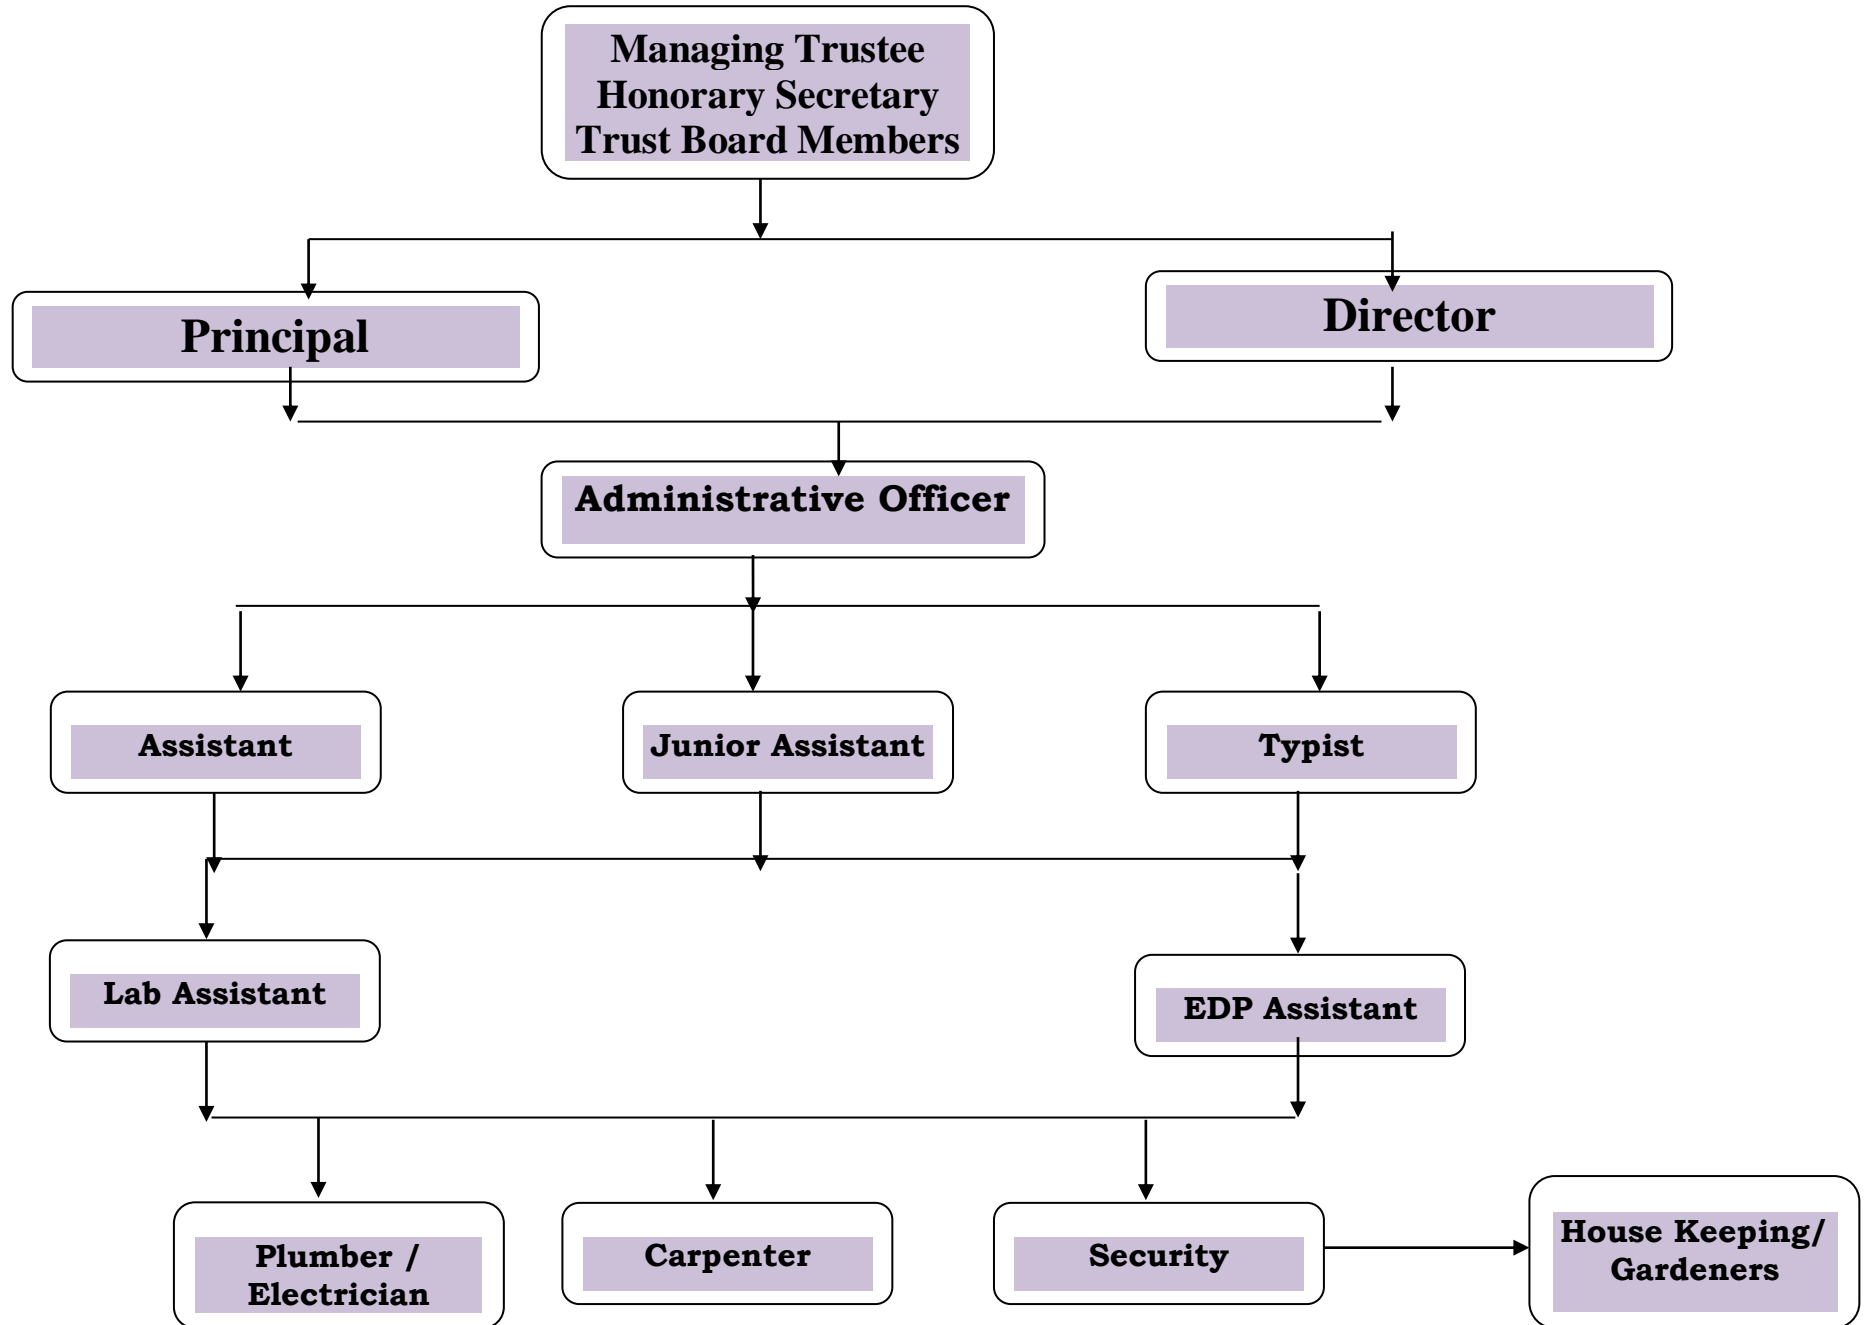 Managing Trustee
Honorary Secretary
Trust Board Members
Principal
Director
Administrative Officer
Assistant
Junior Assistant
Typist
Lab Assistant
EDP Assistant
Plumber /
Electrician
Carpenter
Security
House Keeping/
Gardeners